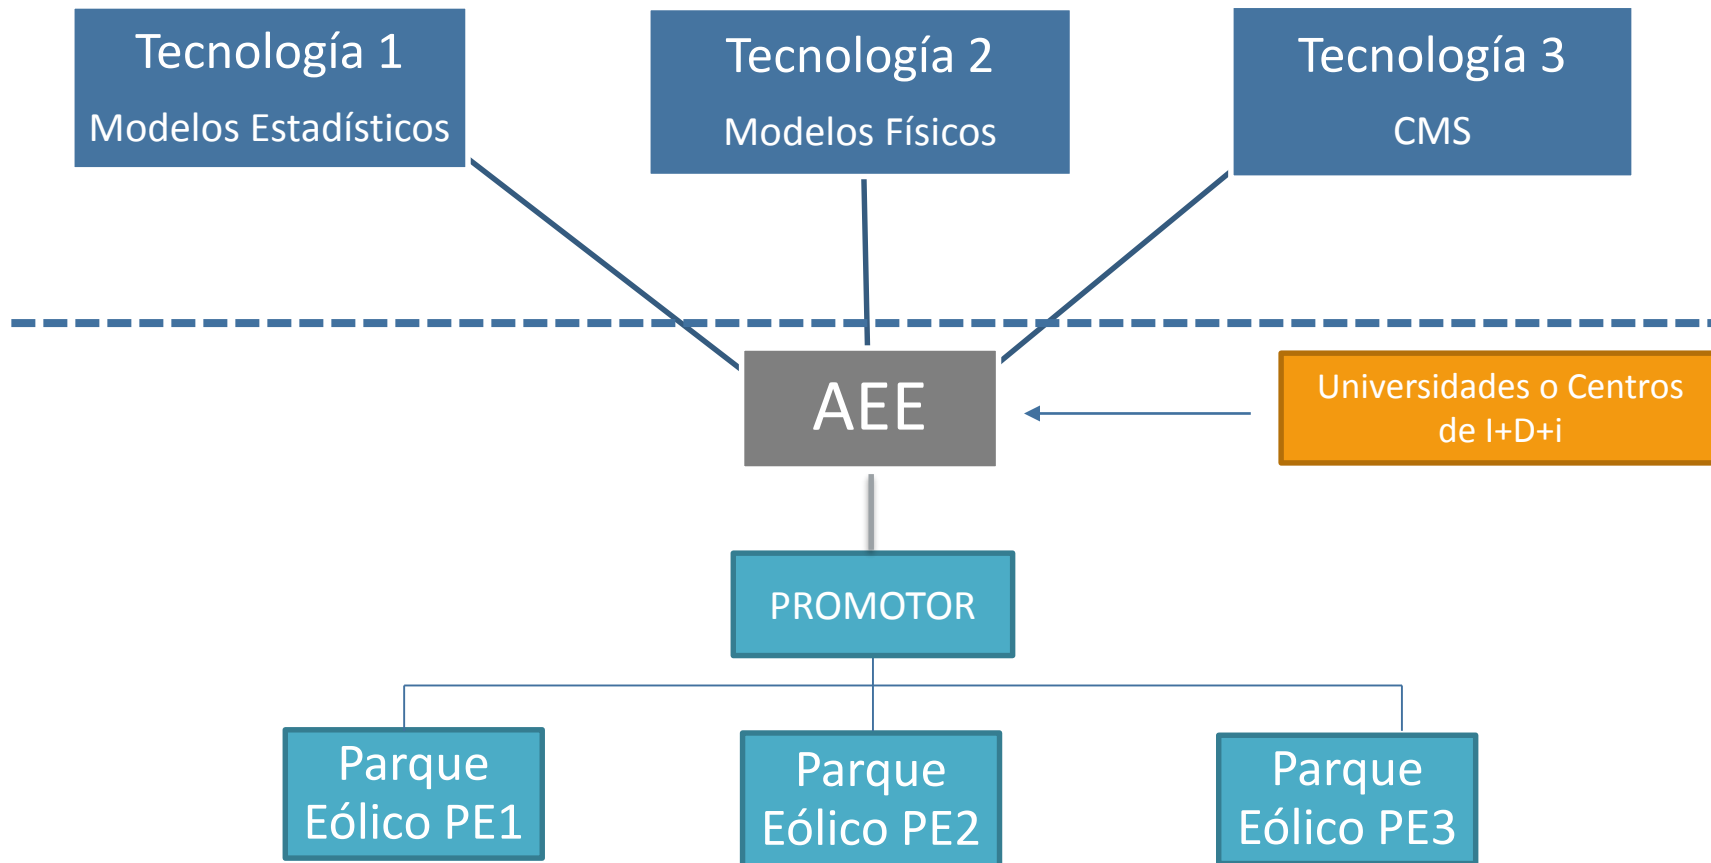 Tecnología 1
Modelos Estadísticos
Tecnología 2
Modelos Físicos
Tecnología 3
CMS
AEE
Universidades o Centros
de I+D+i
PROMOTOR
Parque
Eólico PE1
Parque
Eólico PE2
Parque
Eólico PE3